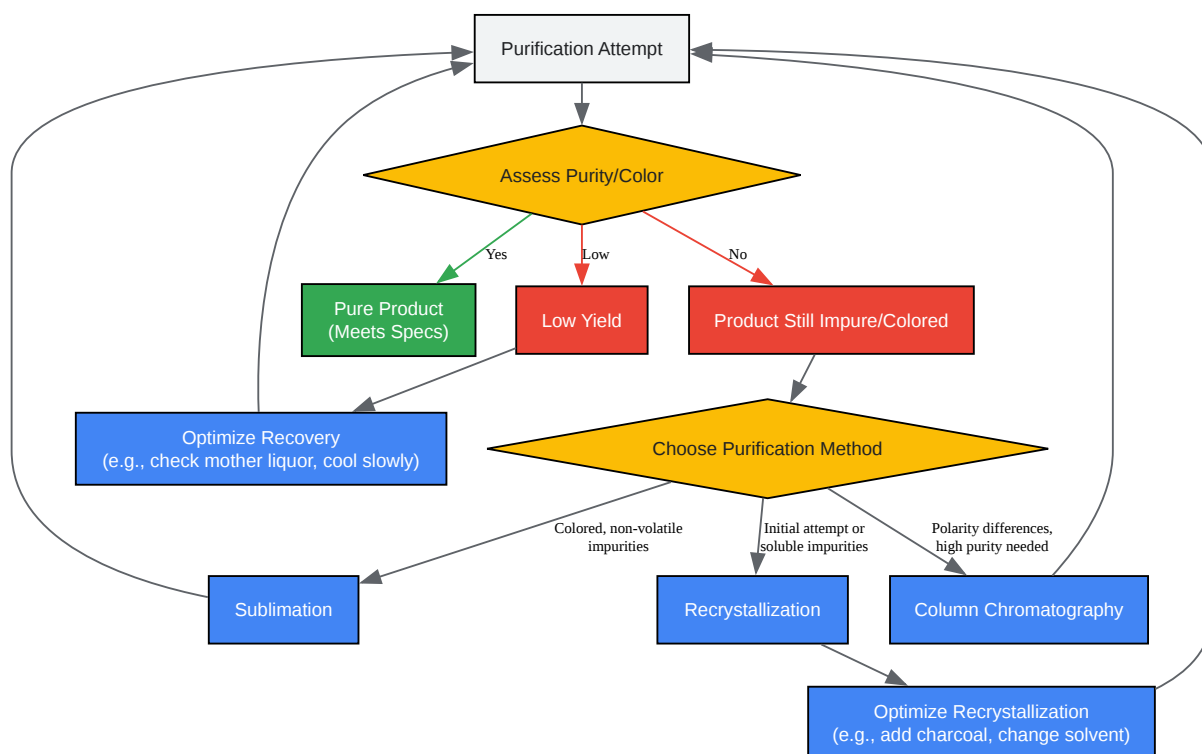 Purification Attempt
Assess Purity/Color
Yes
Low
No
Pure Product
(Meets Specs)
Low Yield
Product Still Impure/Colored
Optimize Recovery
(e.g., check mother liquor, cool slowly)
Choose Purification Method
Colored, non-volatile
impurities
Initial attempt or
soluble impurities
Polarity differences,
high purity needed
Sublimation
Recrystallization
Column Chromatography
Optimize Recrystallization
(e.g., add charcoal, change solvent)